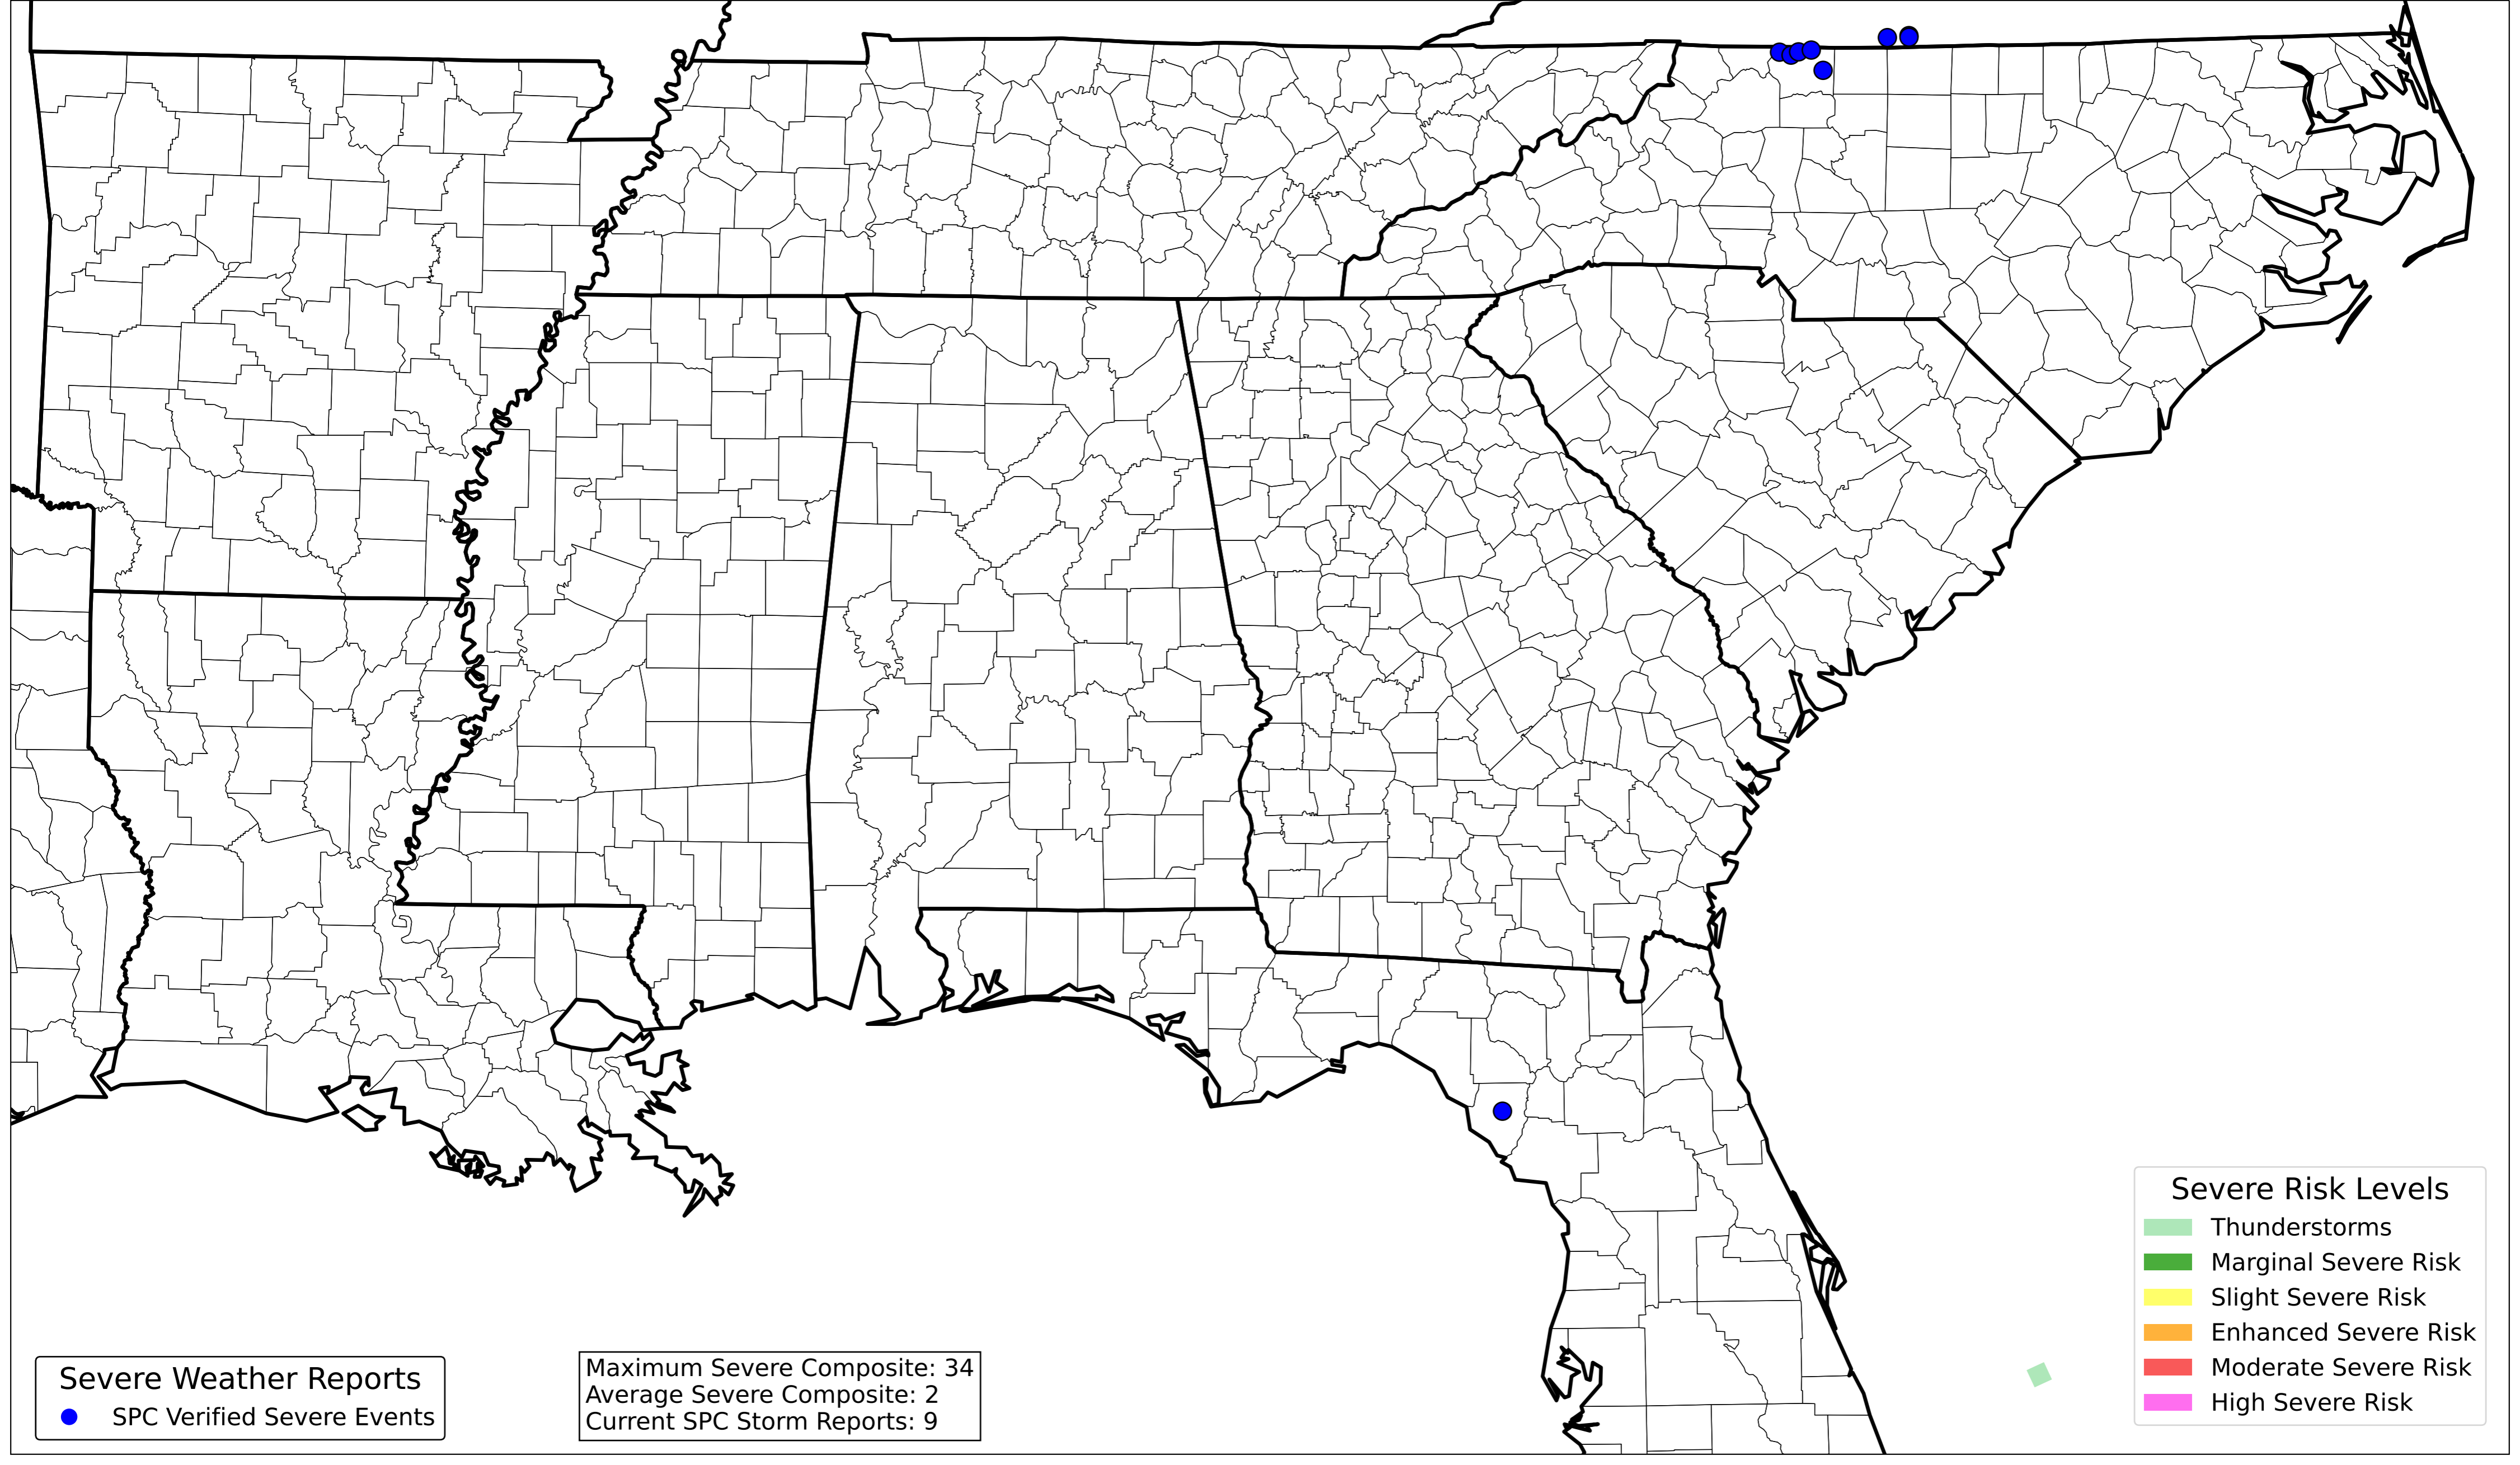 Severe Weather Reports
SPC Verified Severe Events
Maximum Severe Composite: 34
Average Severe Composite: 2
Current SPC Storm Reports: 9
Severe Risk Levels
Thunderstorms
Marginal Severe Risk
Slight Severe Risk
Enhanced Severe Risk
Moderate Severe Risk
High Severe Risk